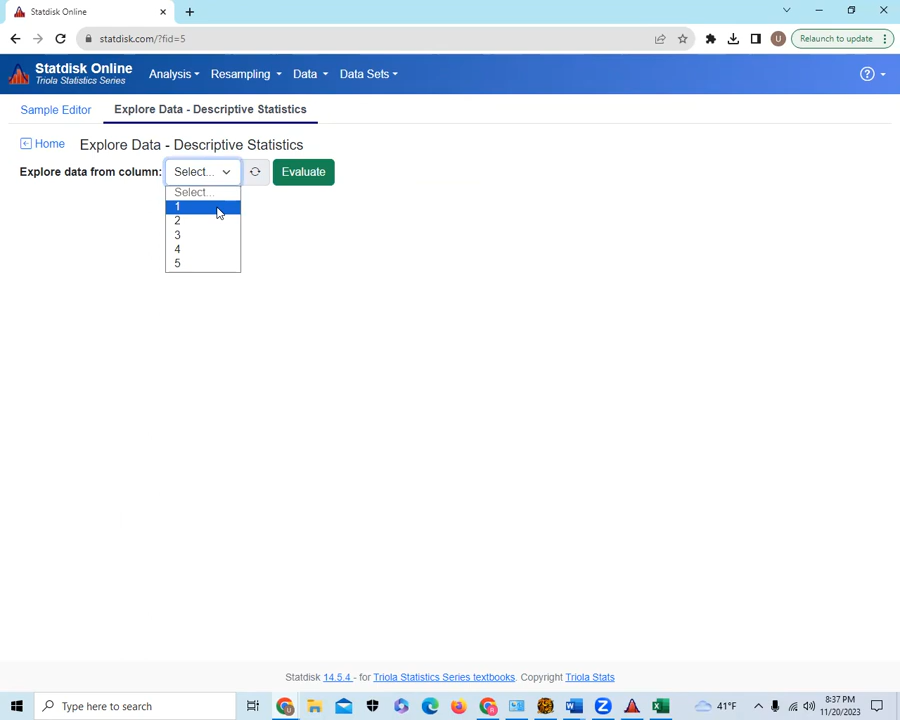 Statdisk Online
statdisk.com/?fid=5
U
Relaunch to update
Statdisk Online
Triola Statistics Series
Analysis
Resampling
Data
Data Sets
?
Sample Editor
Explore Data - Descriptive Statistics
Home
Explore Data - Descriptive Statistics
Explore data from column:
Select...
Evaluate
Select...
1
2
3
4
5
Statdisk 14.5.4 - for Triola Statistics Series textbooks. Copyright Triola Stats
Type here to search
41°F
8:37 PM
11/20/2023